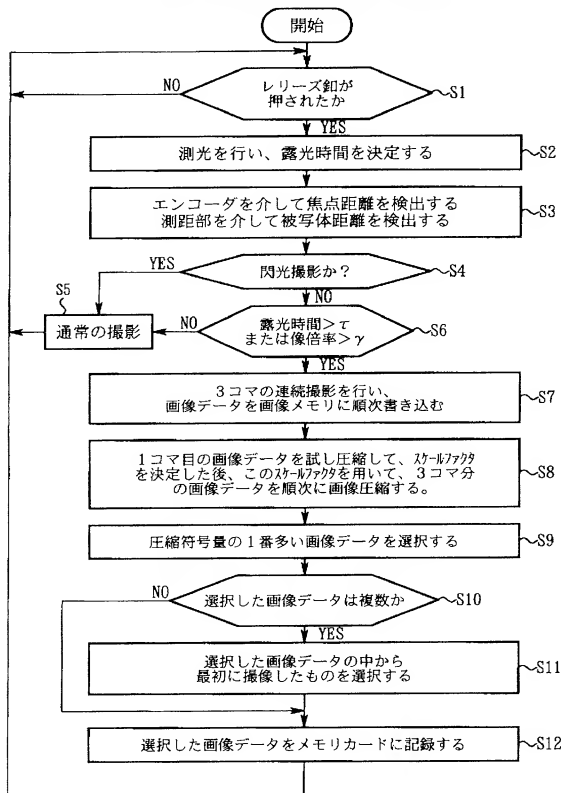 開始
レリーズ釦が
押されたか
NO
S1
YES
測光を行い、露光時間を決定する
S2
エンコーダを介して焦点距離を検出する
測距部を介して被写体距離を検出する
S3
YES
閃光撮影か？
S4
S5
NO
通常の撮影
NO
露光時間＞τ
または像倍率＞γ
S6
YES
３コマの連続撮影を行い、
画像データを画像メモリに順次書き込む
S7
１コマ目の画像データを試し圧縮して、スケールファクタ
を決定した後、このスケールファクタを用いて、３コマ分
の画像データを順次に画像圧縮する。
S8
圧縮符号量の１番多い画像データを選択する
S9
NO
選択した画像データは複数か
S10
YES
選択した画像データの中から
最初に撮像したものを選択する
S11
選択した画像データをメモリカードに記録する
S12